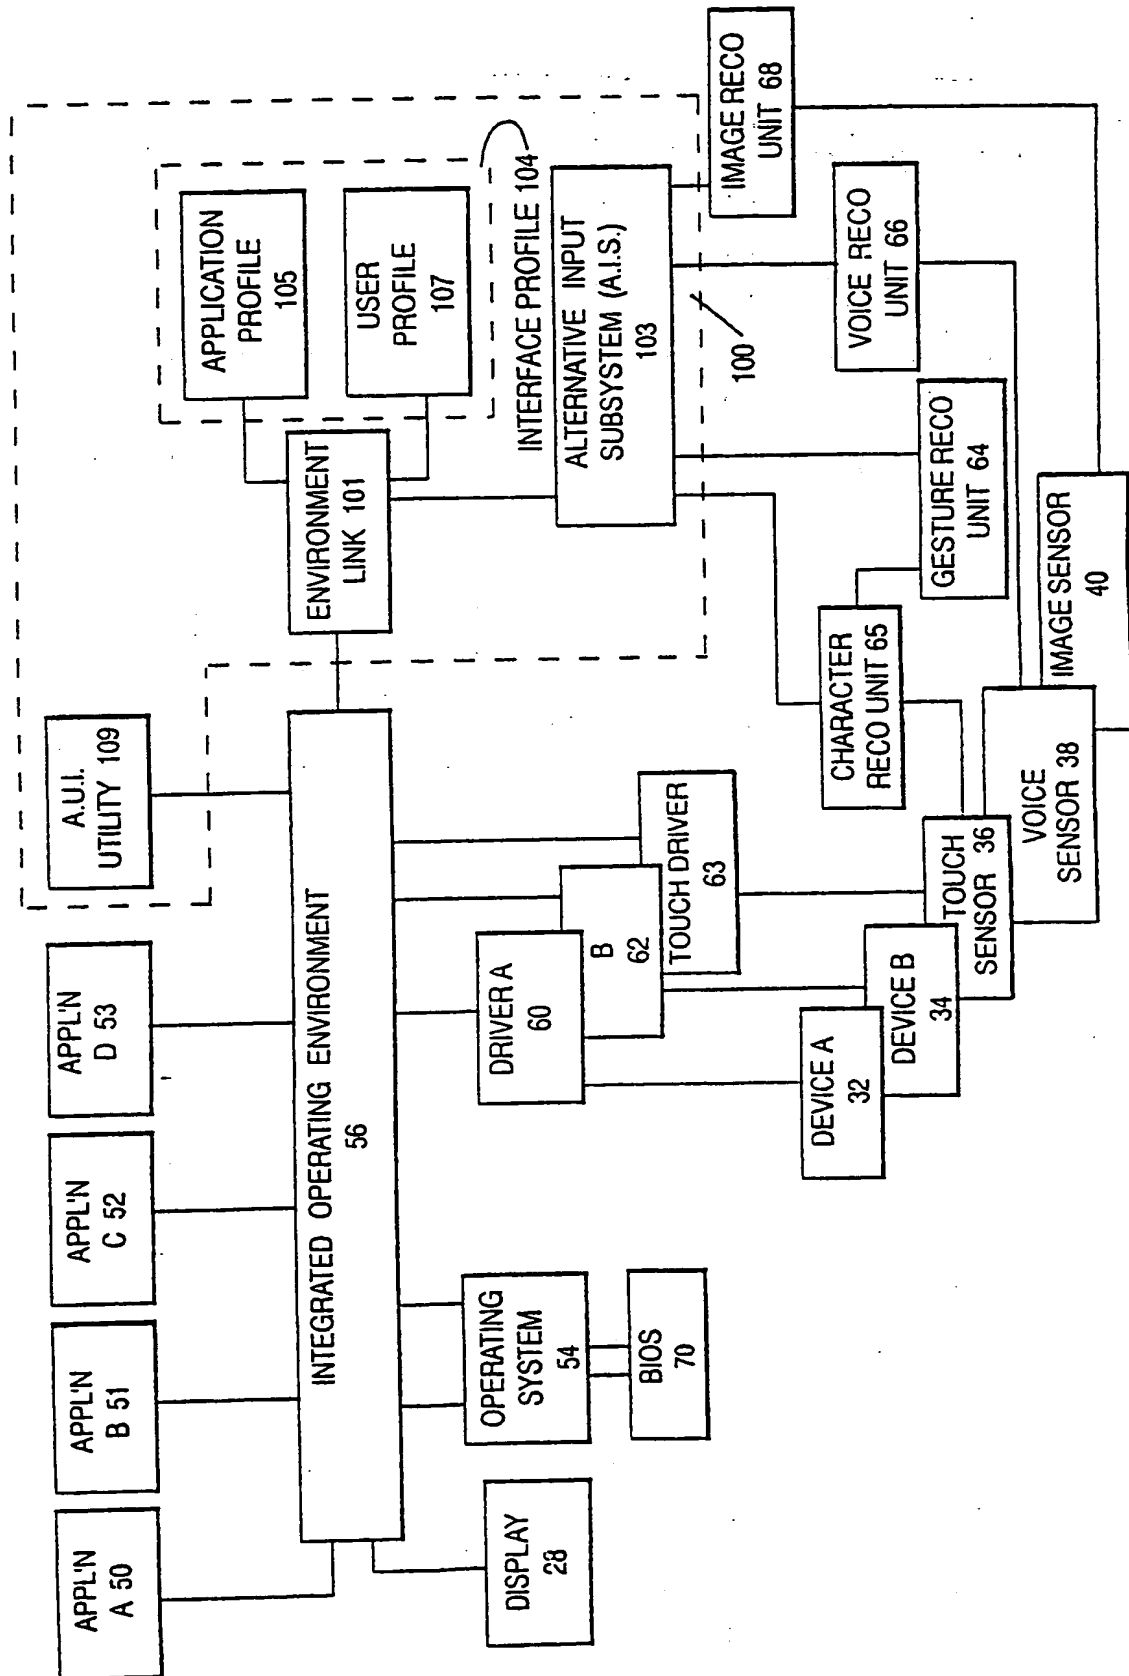 APPL'N
A 50
APPL'N
B 51
APPL'N
C 52
APPL'N
D 53
A.U.I.
UTILITY 109
INTEGRATED OPERATING ENVIRONMENT
56
ENVIRONMENT
LINK 101
APPLICATION
PROFILE
105
USER
PROFILE
107
INTERFACE PROFILE 104
DISPLAY
28
OPERATING
SYSTEM
54
BIOS
70
DRIVER A
60
B
62
TOUCH DRIVER
63
ALTERNATIVE INPUT
SUBSYSTEM (A.I.S.)
103
100
IMAGE RECO
UNIT 68
VOICE RECO
UNIT 66
GESTURE RECO
UNIT 64
CHARACTER
RECO UNIT 65
DEVICE A
32
DEVICE B
34
TOUCH
SENSOR 36
VOICE
SENSOR 38
IMAGE SENSOR
40